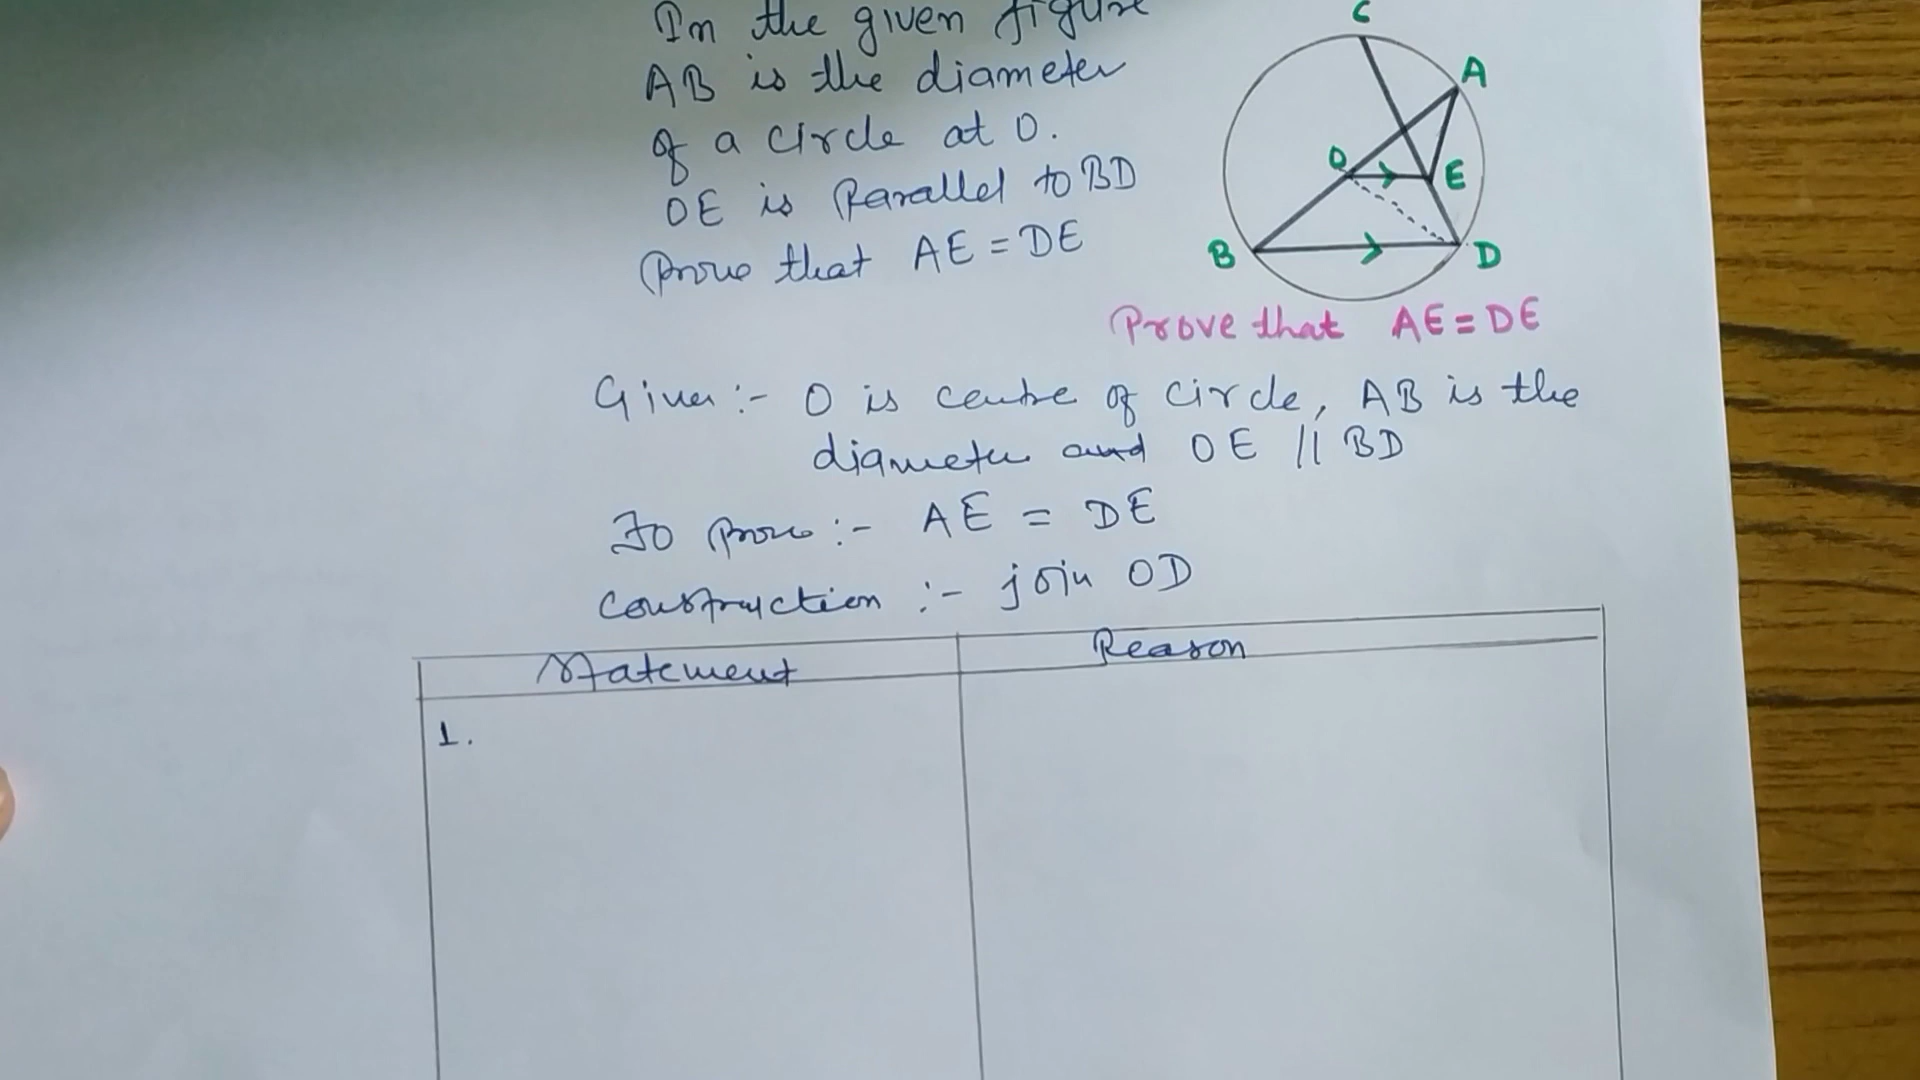 In the given figure
AB is the diameter
of a circle at O.
OE is Parallel to BD
Prove that AE = DE
C
A
O
E
B
D
Prove that AE = DE
Given :- O is centre of circle, AB is the
diameter and OE // BD
To prove :- AE = DE
Construction :- join OD
Statement
Reason
1.